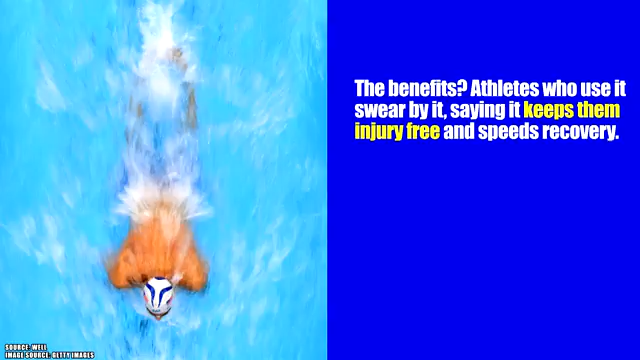 The benefits? Athletes who use it
swear by it, saying it keeps them
injury free and speeds recovery.
SOURCE: WELL
IMAGE SOURCE: GETTY IMAGES